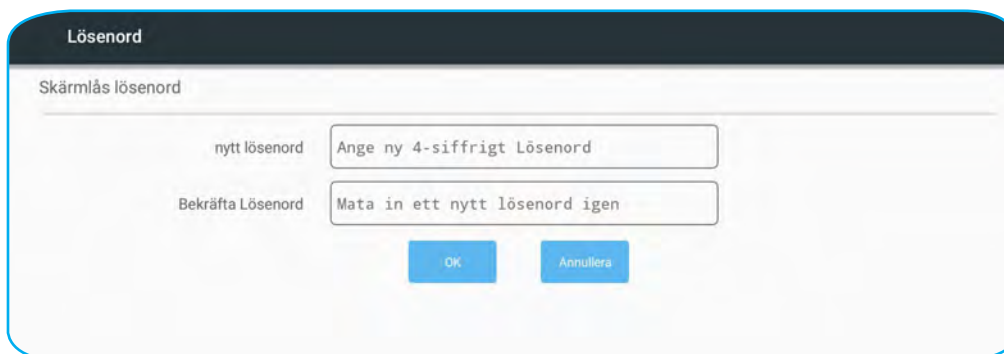 Lösenord
Skärmlås lösenord
nytt lösenord Ange ny 4-siffrigt Lösenord
Bekräfta Lösenord Mata in ett nytt lösenord igen
OK Annullera